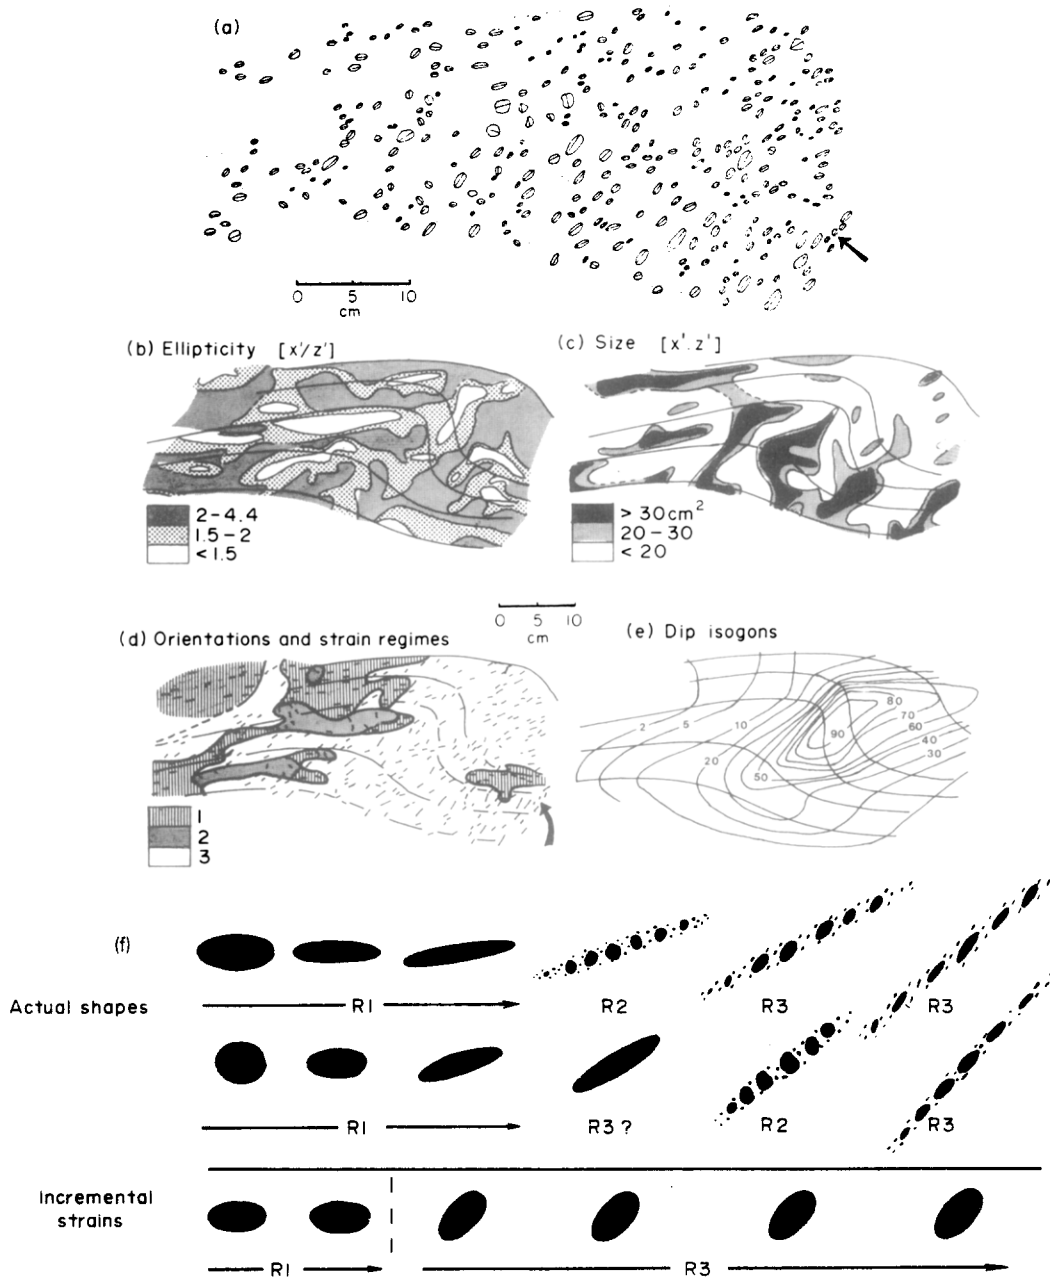 (a)
0 5 10
cm
(b) Ellipticity [x'/z']
(c) Size [x'.z']
2-4.4
1.5-2
<1.5
> 30cm²
20-30
< 20
0 5 10
cm
(d) Orientations and strain regimes
(e) Dip isogons
1
2
3
2 5 10 20 50 90 80 70 60 40 30
(f)
Actual shapes
R1 R2 R3 R3
R1 R3? R2 R3
Incremental
strains
R1 R3